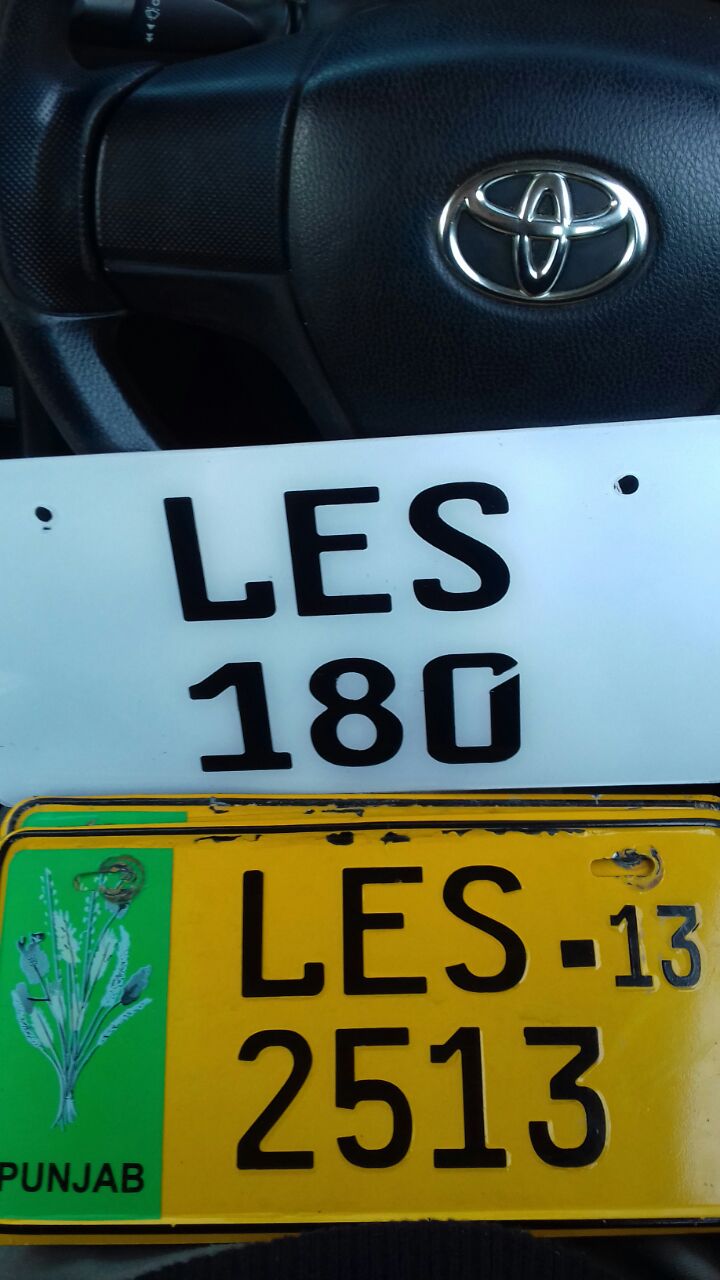 LES
180
LES.13
2513
PUNJAB